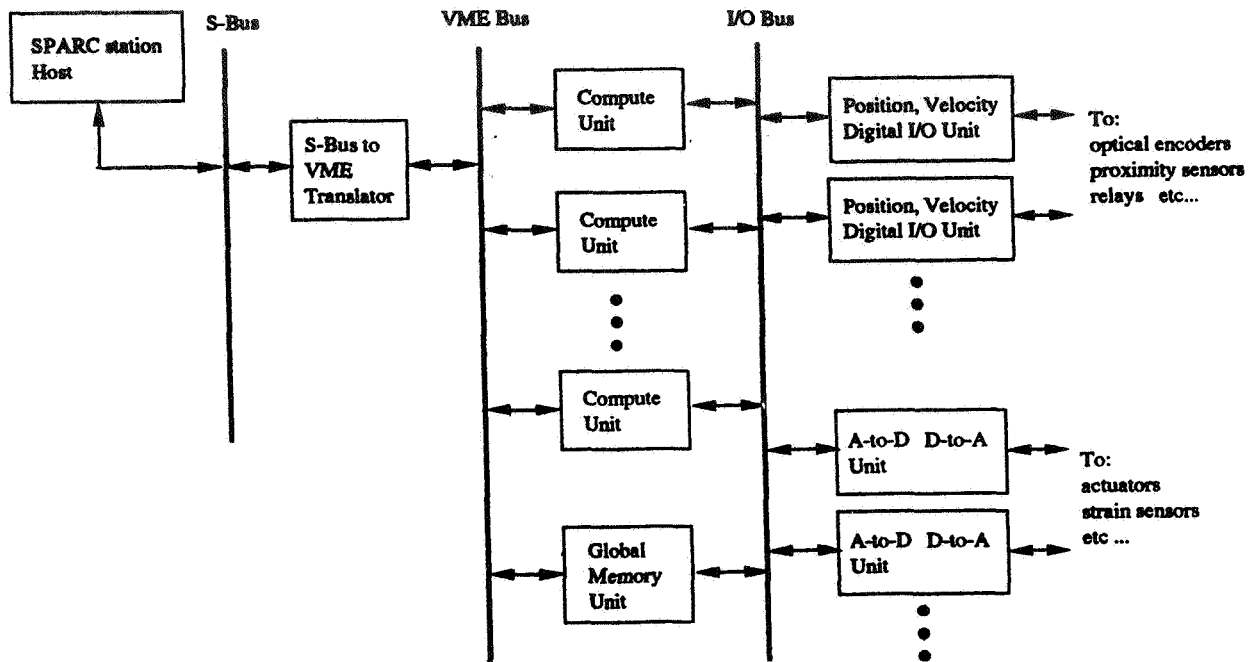 S-Bus
VME Bus
I/O Bus
SPARC station
Host
S-Bus to
VME
Translator
Compute
Unit
Compute
Unit
Compute
Unit
Global
Memory
Unit
Position, Velocity
Digital I/O Unit
Position, Velocity
Digital I/O Unit
To:
optical encoders
proximity sensors
relays etc...
A-to-D D-to-A
Unit
A-to-D D-to-A
Unit
To:
actuators
strain sensors
etc ...